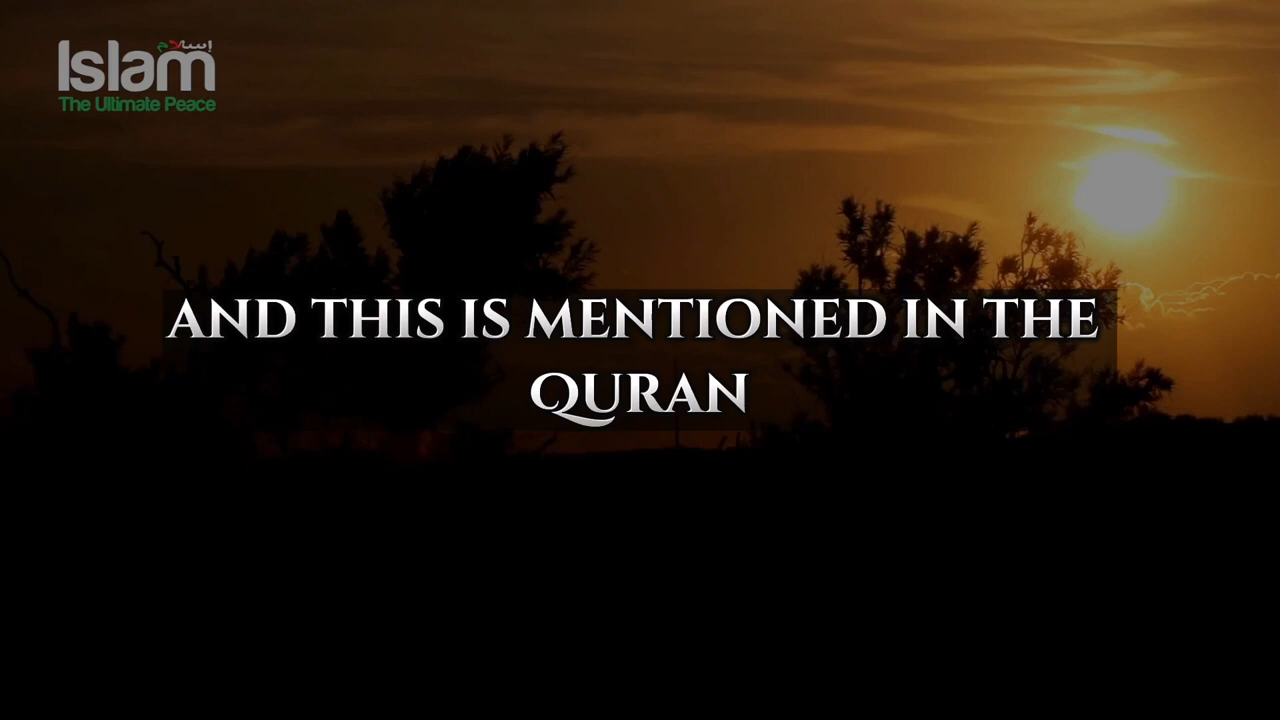 إسلام
Islam
The Ultimate Peace
AND THIS IS MENTIONED IN THE
QURAN